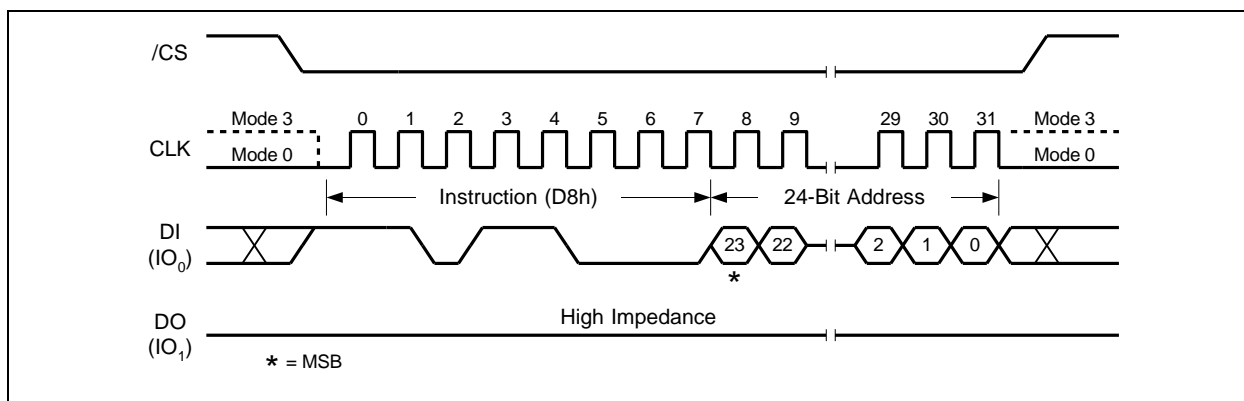 /CS
Mode 3 0 1 2 3 4 5 6 7 8 9 29 30 31 Mode 3
CLK
Mode 0 Mode 0
Instruction (D8h) 24-Bit Address
DI
(IO0)
23 22 2 1 0
*
High Impedance
DO
(IO1)
* = MSB